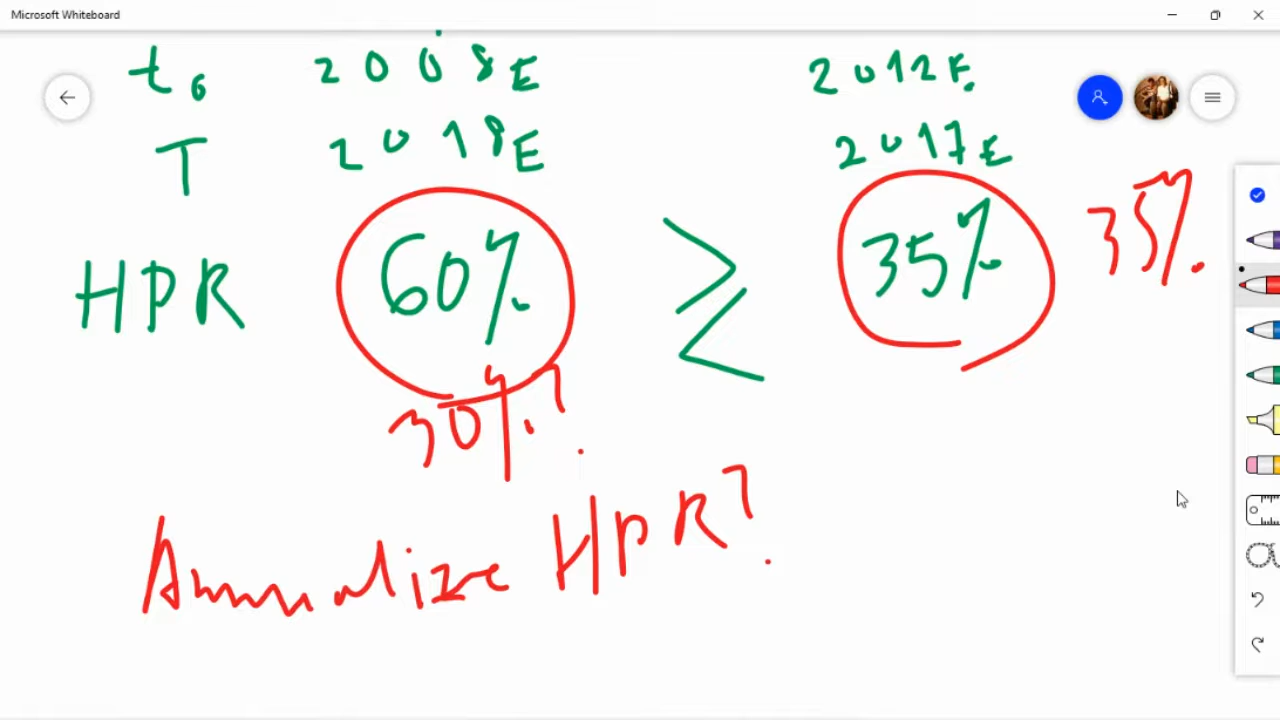 Microsoft Whiteboard
t0 2008E 2012E.
T 2018E 2017E
HPR 60% ≥ ≤ 35% 35%
30%?
Annualize HPR?